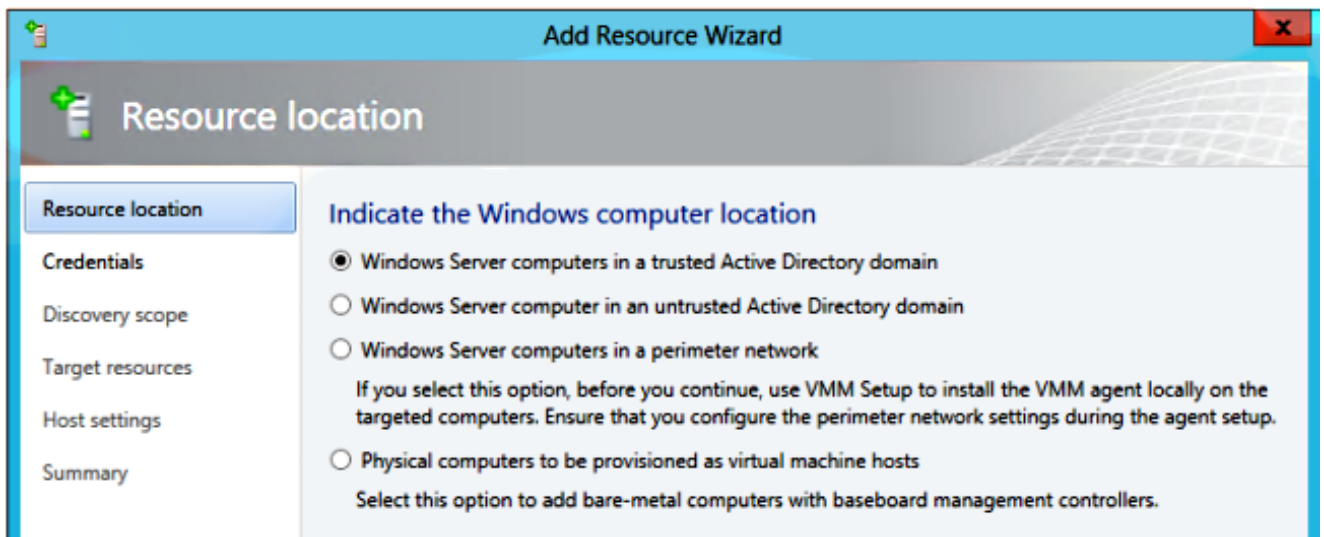 Add Resource Wizard
x
Resource location
Resource location
Credentials
Discovery scope
Target resources
Host settings
Summary
Indicate the Windows computer location
Windows Server computers in a trusted Active Directory domain
Windows Server computer in an untrusted Active Directory domain
Windows Server computers in a perimeter network
If you select this option, before you continue, use VMM Setup to install the VMM agent locally on the
targeted computers. Ensure that you configure the perimeter network settings during the agent setup.
Physical computers to be provisioned as virtual machine hosts
Select this option to add bare-metal computers with baseboard management controllers.